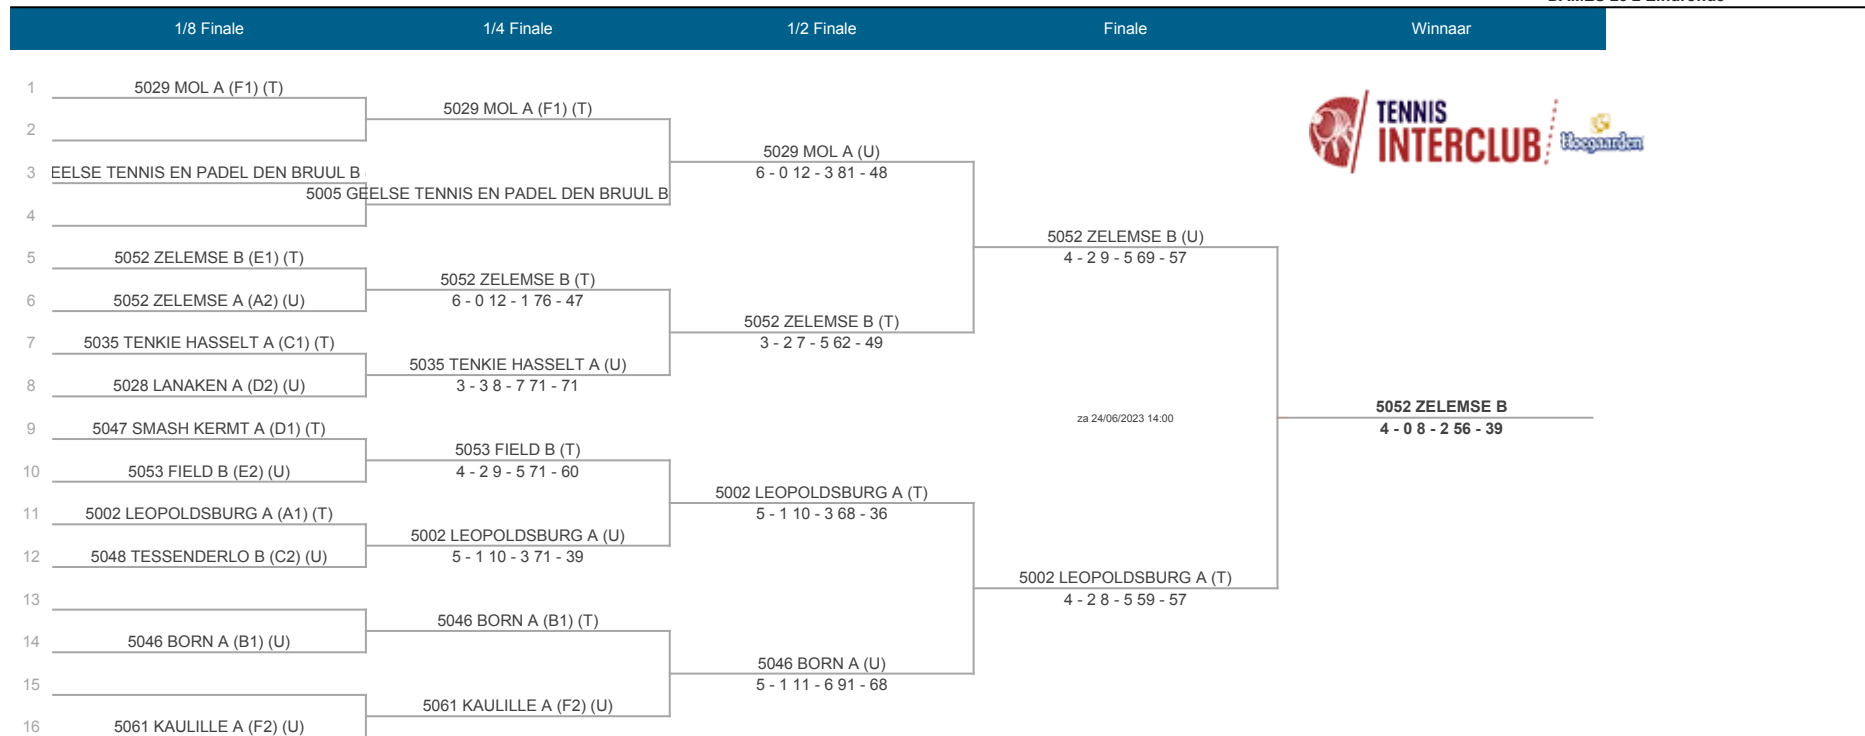 1/8 Finale 1/4 Finale 1/2 Finale Finale Winnaar
1 5029 MOL A (F1) (T)
5029 MOL A (F1) (T)
TENNIS
INTERCLUB
Hoegaarden
2
5029 MOL A (U)
6 - 0 12 - 3 81 - 48
3 EELSE TENNIS EN PADEL DEN BRUUL B
5005 GEELSE TENNIS EN PADEL DEN BRUUL B
4
5052 ZELEMSE B (U)
4 - 2 9 - 5 69 - 57
5 5052 ZELEMSE B (E1) (T)
5052 ZELEMSE B (T)
6 - 0 12 - 1 76 - 47
6 5052 ZELEMSE A (A2) (U)
5052 ZELEMSE B (T)
3 - 2 7 - 5 62 - 49
7 5035 TENKIE HASSELT A (C1) (T)
5035 TENKIE HASSELT A (U)
3 - 3 8 - 7 71 - 71
8 5028 LANAKEN A (D2) (U)
5052 ZELEMSE B
4 - 0 8 - 2 56 - 39
za 24/06/2023 14:00
9 5047 SMASH KERMT A (D1) (T)
5053 FIELD B (T)
4 - 2 9 - 5 71 - 60
10 5053 FIELD B (E2) (U)
5002 LEOPOLDSBURG A (T)
5 - 1 10 - 3 68 - 36
11 5002 LEOPOLDSBURG A (A1) (T)
5002 LEOPOLDSBURG A (U)
5 - 1 10 - 3 71 - 39
12 5048 TESSENDERLO B (C2) (U)
5002 LEOPOLDSBURG A (T)
4 - 2 8 - 5 59 - 57
13
5046 BORN A (B1) (T)
14 5046 BORN A (B1) (U)
5046 BORN A (U)
5 - 1 11 - 6 91 - 68
15
5061 KAULILLE A (F2) (U)
16 5061 KAULILLE A (F2) (U)